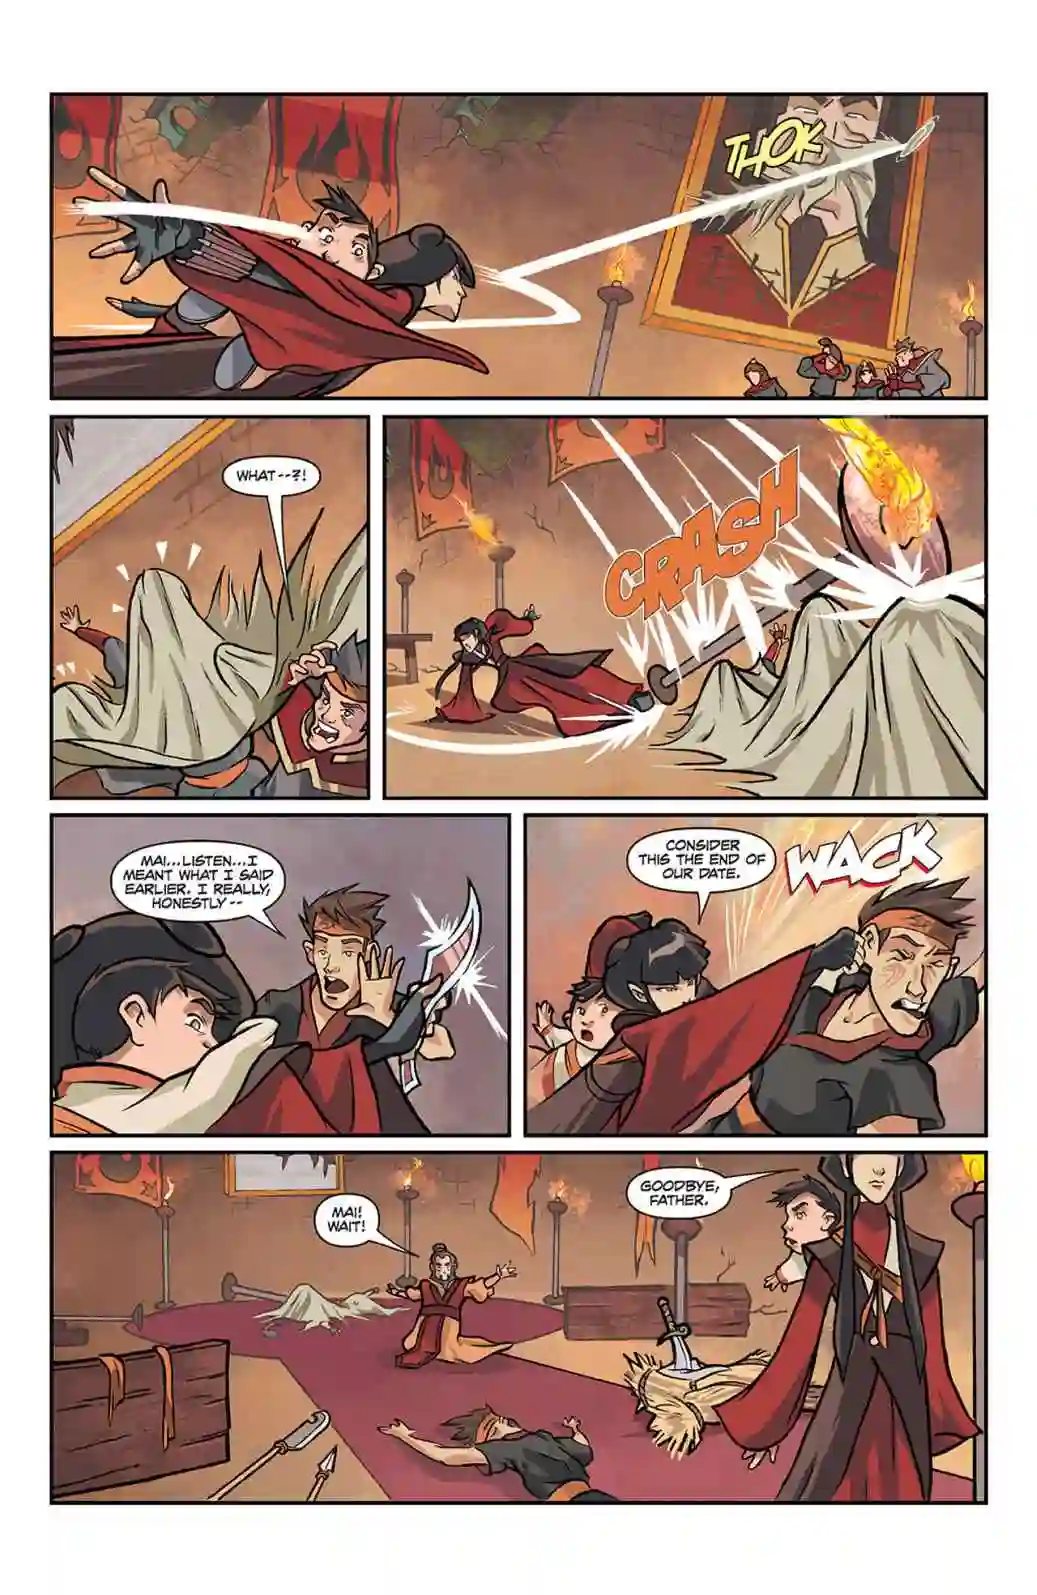 THOK
WHAT--?!
CRASH
MAI...LISTEN...I
MEANT WHAT I SAID
EARLIER. I REALLY,
HONESTLY--
CONSIDER
THIS THE END OF
OUR DATE.
WACK
MAI!
WAIT!
GOODBYE,
FATHER.